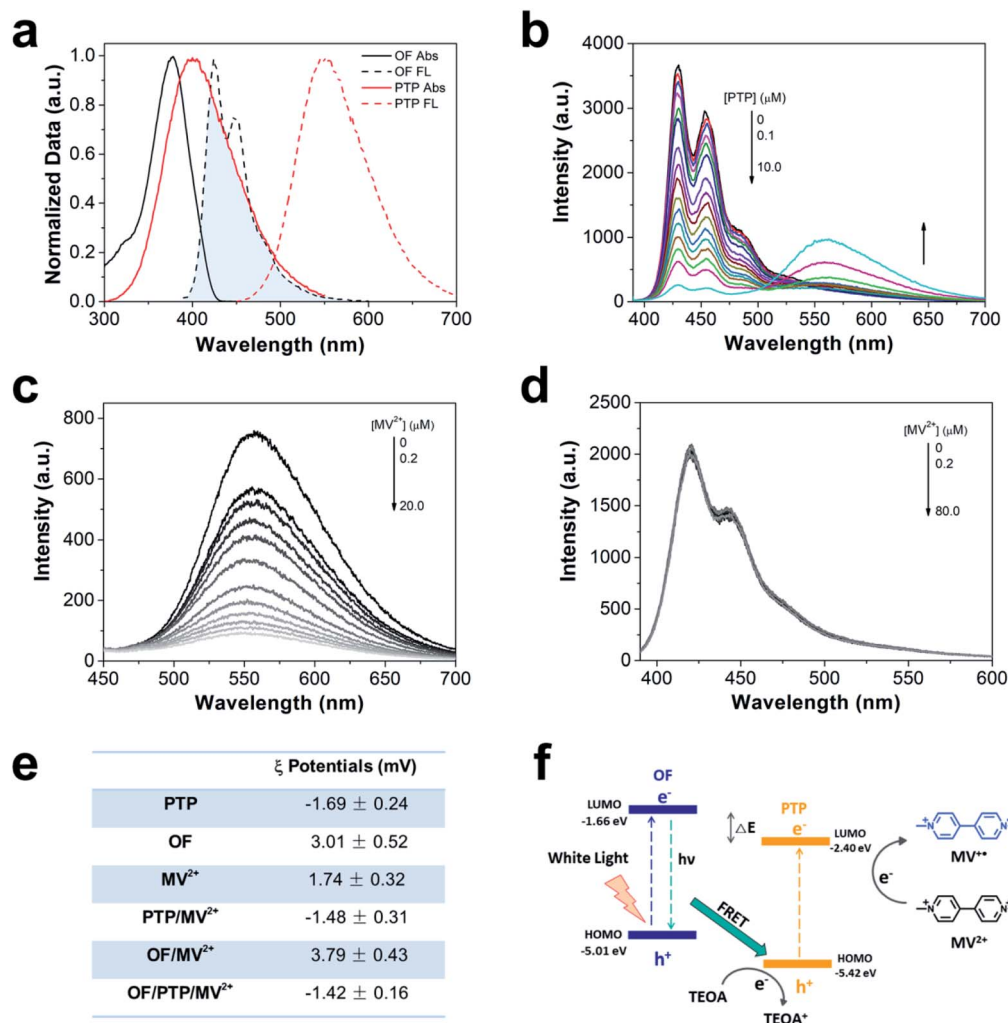 a
Normalized Data (a.u.)
1.0
0.8
0.6
0.4
0.2
0.0
300 400 500 600 700
Wavelength (nm)
OF Abs
OF FL
PTP Abs
PTP FL
b
Intensity (a.u.)
4000
3000
2000
1000
0
400 450 500 550 600 650 700
Wavelength (nm)
[PTP] (μM)
0
0.1
10.0
c
Intensity (a.u.)
800
600
400
200
0
450 500 550 600 650 700
Wavelength (nm)
[MV2+] (μM)
0
0.2
20.0
d
Intensity (a.u.)
2500
2000
1500
1000
500
0
400 450 500 550 600
Wavelength (nm)
[MV2+] (μM)
0
0.2
80.0
e
ξ Potentials (mV)
PTP -1.69 ± 0.24
OF 3.01 ± 0.52
MV2+ 1.74 ± 0.32
PTP/MV2+ -1.48 ± 0.31
OF/MV2+ 3.79 ± 0.43
OF/PTP/MV2+ -1.42 ± 0.16
f
OF
e-
LUMO
-1.66 eV
ΔE
PTP
e-
LUMO
-2.40 eV
White Light
hν
FRET
HOMO
-5.01 eV
h+
HOMO
-5.42 eV
h+
TEOA
e-
TEOA+
N+
MV+•
e-
N+
MV2+